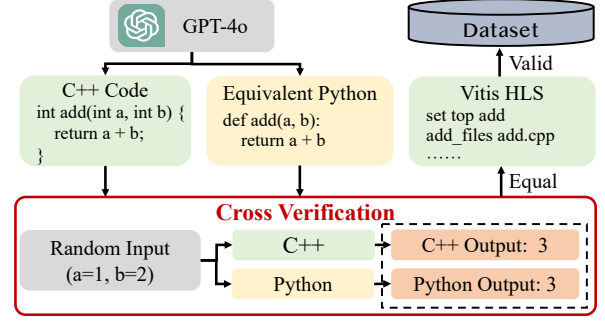 GPT-4o
Dataset
Valid
C++ Code
int add(int a, int b) {
return a + b;
}
Equivalent Python
def add(a, b):
return a + b
Vitis HLS
set top add
add_files add.cpp
......
Equal
Cross Verification
Random Input
(a=1, b=2)
C++
Python
C++ Output: 3
Python Output: 3